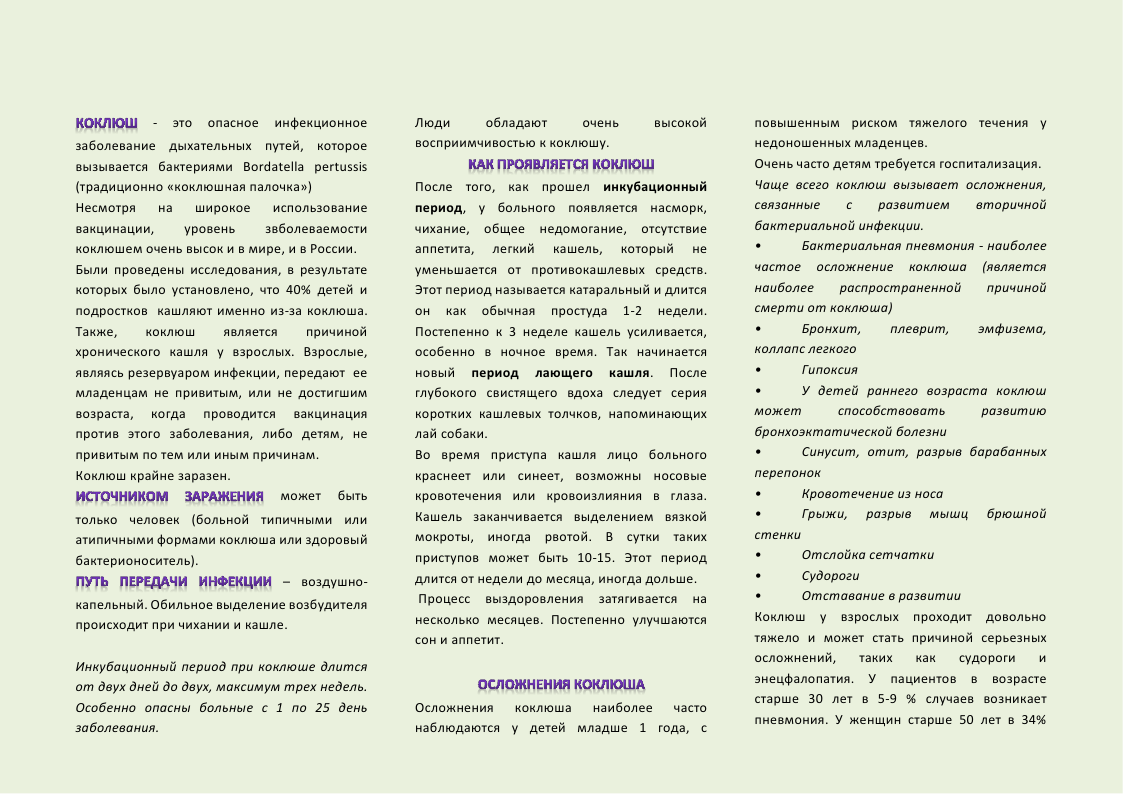 КОКЛЮШ - это опасное инфекционное
заболевание дыхательных путей, которое
вызывается бактериями Bordatella pertussis
(традиционно «коклюшная палочка»)
Несмотря на широкое использование
вакцинации, уровень звболеваемости
коклюшем очень высок и в мире, и в России.
Были проведены исследования, в результате
которых было установлено, что 40% детей и
подростков кашляют именно из-за коклюша.
Также, коклюш является причиной
хронического кашля у взрослых. Взрослые,
являясь резервуаром инфекции, передают ее
младенцам не привитым, или не достигшим
возраста, когда проводится вакцинация
против этого заболевания, либо детям, не
привитым по тем или иным причинам.
Коклюш крайне заразен.
ИСТОЧНИКОМ ЗАРАЖЕНИЯ может быть
только человек (больной типичными или
атипичными формами коклюша или здоровый
бактерионоситель).
ПУТЬ ПЕРЕДАЧИ ИНФЕКЦИИ – воздушно-
капельный. Обильное выделение возбудителя
происходит при чихании и кашле.
Инкубационный период при коклюше длится
от двух дней до двух, максимум трех недель.
Особенно опасны больные с 1 по 25 день
заболевания.
Люди обладают очень высокой
восприимчивостью к коклюшу.
КАК ПРОЯВЛЯЕТСЯ КОКЛЮШ
После того, как прошел инкубационный
период, у больного появляется насморк,
чихание, общее недомогание, отсутствие
аппетита, легкий кашель, который не
уменьшается от противокашлевых средств.
Этот период называется катаральный и длится
он как обычная простуда 1-2 недели.
Постепенно к 3 неделе кашель усиливается,
особенно в ночное время. Так начинается
новый период лающего кашля. После
глубокого свистящего вдоха следует серия
коротких кашлевых толчков, напоминающих
лай собаки.
Во время приступа кашля лицо больного
краснеет или синеет, возможны носовые
кровотечения или кровоизлияния в глаза.
Кашель заканчивается выделением вязкой
мокроты, иногда рвотой. В сутки таких
приступов может быть 10-15. Этот период
длится от недели до месяца, иногда дольше.
Процесс выздоровления затягивается на
несколько месяцев. Постепенно улучшаются
сон и аппетит.
ОСЛОЖНЕНИЯ КОКЛЮША
Осложнения коклюша наиболее часто
наблюдаются у детей младше 1 года, с
повышенным риском тяжелого течения у
недоношенных младенцев.
Очень часто детям требуется госпитализация.
Чаще всего коклюш вызывает осложнения,
связанные с развитием вторичной
бактериальной инфекции.
• Бактериальная пневмония - наиболее
частое осложнение коклюша (является
наиболее распространенной причиной
смерти от коклюша)
• Бронхит, плеврит, эмфизема,
коллапс легкого
• Гипоксия
• У детей раннего возраста коклюш
может способствовать развитию
бронхоэктатической болезни
• Синусит, отит, разрыв барабанных
перепонок
• Кровотечение из носа
• Грыжи, разрыв мышц брюшной
стенки
• Отслойка сетчатки
• Судороги
• Отставание в развитии
Коклюш у взрослых проходит довольно
тяжело и может стать причиной серьезных
осложнений, таких как судороги и
энецфалопатия. У пациентов в возрасте
старше 30 лет в 5-9 % случаев возникает
пневмония. У женщин старше 50 лет в 34%